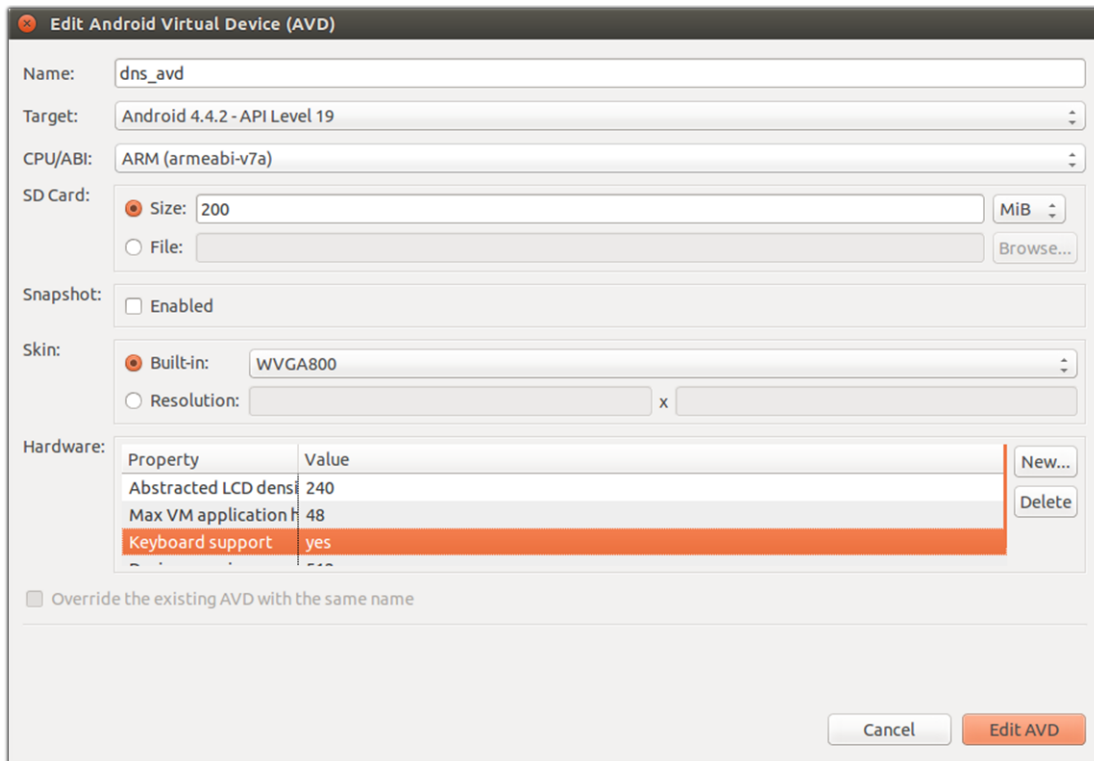 Edit Android Virtual Device (AVD)
Name: dns_avd
Target: Android 4.4.2 - API Level 19
CPU/ABI: ARM (armeabi-v7a)
SD Card:
Size: 200 MiB
File: Browse...
Snapshot:
Enabled
Skin:
Built-in: WVGA800
Resolution: x
Hardware:
Property Value New...
Abstracted LCD densi 240
Delete
Max VM application h 48
Keyboard support yes
Override the existing AVD with the same name
Cancel Edit AVD